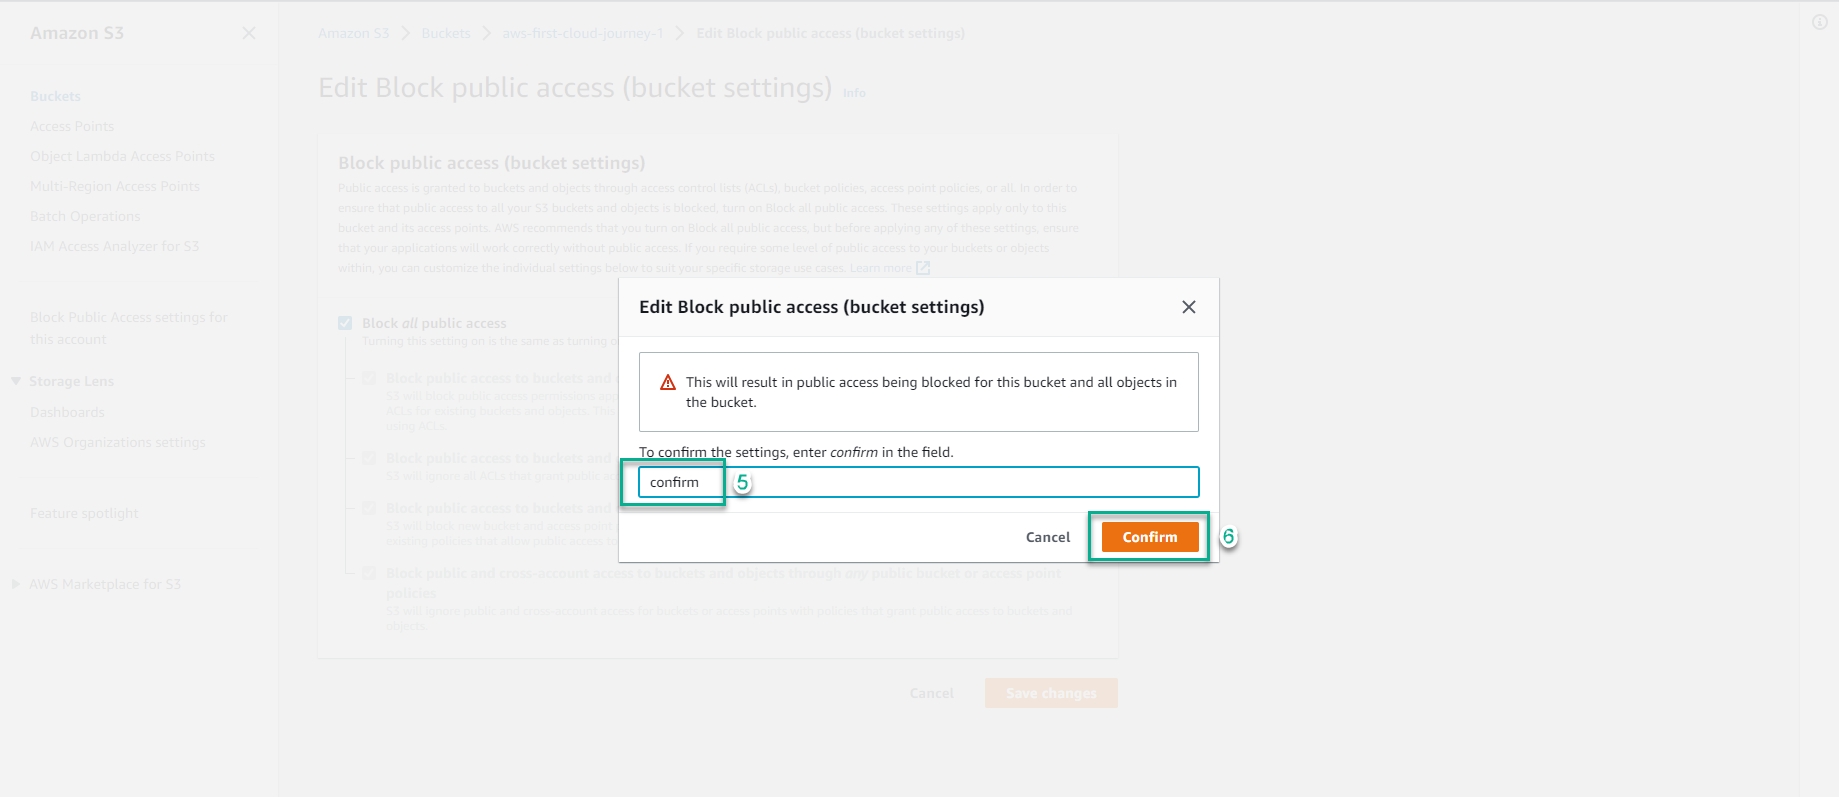 Amazon S3
Buckets
Access Points
Object Lambda Access Points
Multi-Region Access Points
Batch Operations
IAM Access Analyzer for S3
Block Public Access settings for
this account
Storage Lens
Dashboards
AWS Organizations settings
Feature spotlight
AWS Marketplace for S3
Amazon S3 > Buckets > aws-first-cloud-journey-1 > Edit Block public access (bucket settings)
Edit Block public access (bucket settings) Info
Block public access (bucket settings)
Public access is granted to buckets and objects through access control lists (ACLs), bucket policies, access point policies, or all. In order to
ensure that public access to all your S3 buckets and objects is blocked, turn on Block all public access. These settings apply only to this
bucket and its access points. AWS recommends that you turn on Block all public access, but before applying any of these settings, ensure
that your applications will work correctly without public access. If you require some level of public access to your buckets or objects
within, you can customize the individual settings below to suit your specific storage use cases. Learn more
Block all public access
Turning this setting on is the same as turning
Block public access to buckets and
S3 will block public access permissions
ACLs for existing buckets and objects. This
using ACLs.
Block public access to buckets and
S3 will ignore all ACLs that grant public
Block public access to buckets and
S3 will block new bucket and access point
existing policies that allow public access to
Block public and cross-account access to buckets and objects through any public bucket or access point
policies
S3 will ignore public and cross-account access for buckets or access points with policies that grant public access to buckets and
objects.
Cancel
Save changes
Edit Block public access (bucket settings)
This will result in public access being blocked for this bucket and all objects in
the bucket.
To confirm the settings, enter confirm in the field.
confirm 5
Cancel
Confirm 6